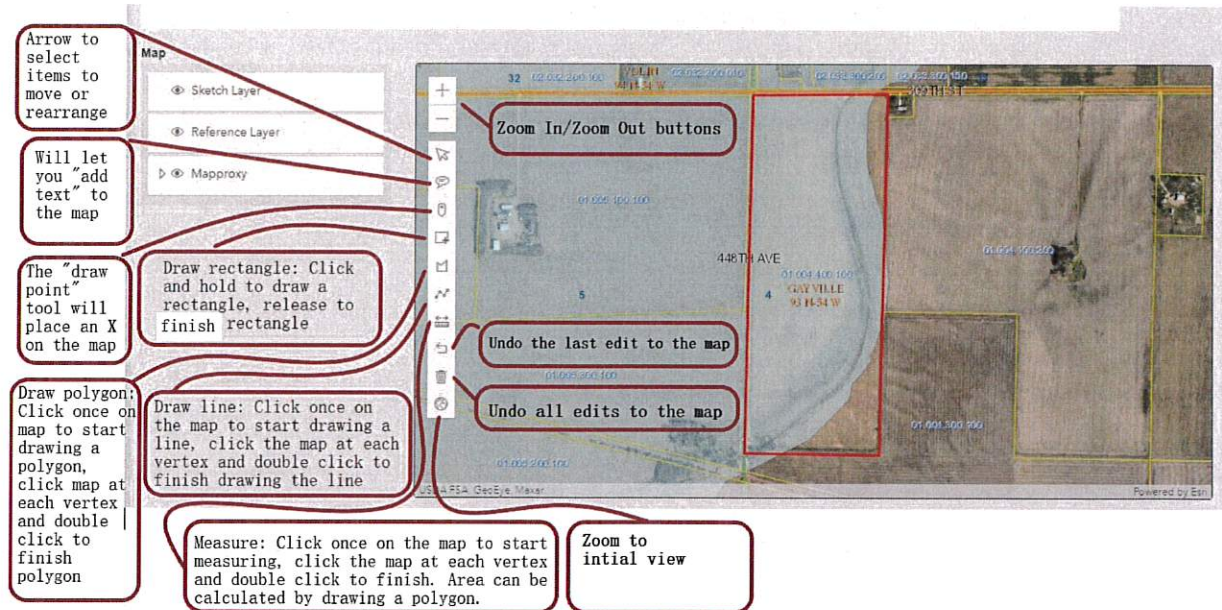 Arrow to
select
items to
move or
rearrange
Map
Sketch Layer
Reference Layer
Mapproxy
Will let
you "add
text" to
the map
The "draw
point"
tool will
place an X
on the map
Draw rectangle: Click
and hold to draw a
rectangle, release to
finish rectangle
Draw polygon:
Click once on
map to start
drawing a
polygon,
click map at
each vertex
and double
click to
finish
polygon
Draw line: Click once on
the map to start drawing a
line, click the map at each
vertex and double click to
finish drawing the line
Measure: Click once on the map to start
measuring, click the map at each vertex
and double click to finish. Area can be
calculated by drawing a polygon.
Zoom to
intial view
Zoom In/Zoom Out buttons
Undo the last edit to the map
Undo all edits to the map
32
02.032.200.100
01.005.100.100
448TH AVE
5
4
01.004.400.100
GAYVILLE
93 N-54 W
01.005.300.100
01.005.200.100
01.004.100.200
USDA FSA, GeoEye, Maxar
Powered by Esri